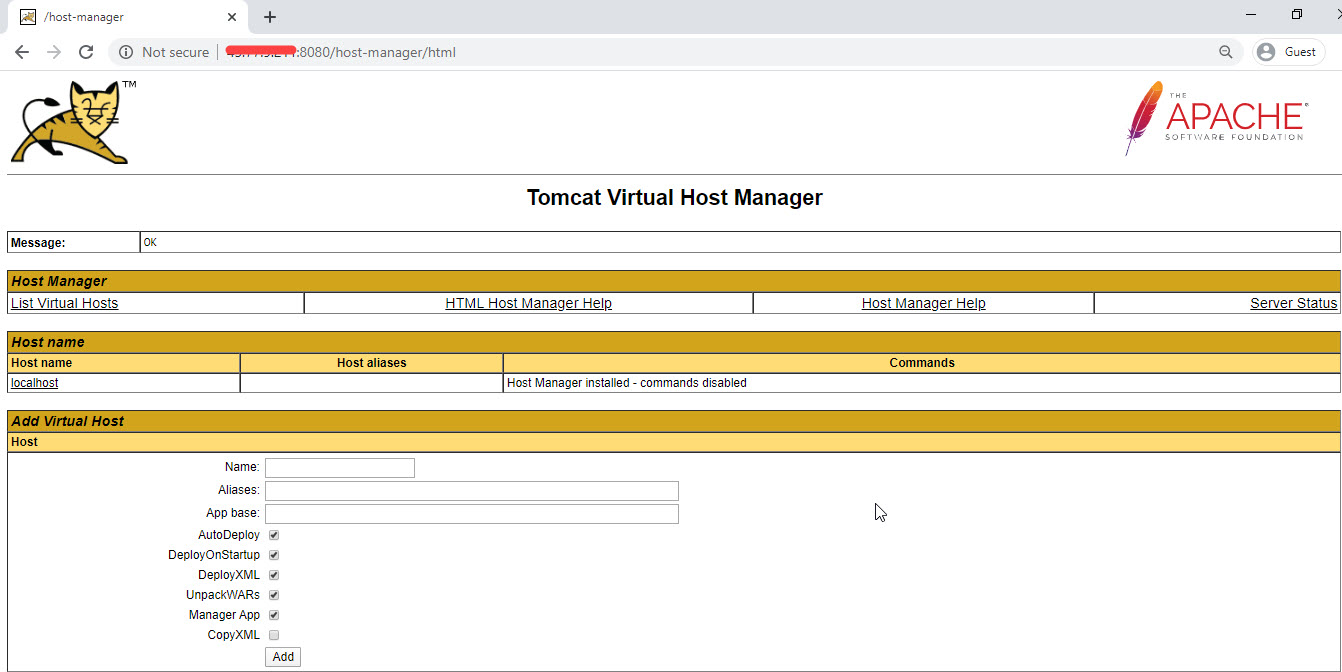 /host-manager
Not secure :8080/host-manager/html Guest
TM
THE
APACHE®
SOFTWARE FOUNDATION
Tomcat Virtual Host Manager
Message: OK
Host Manager
List Virtual Hosts HTML Host Manager Help Host Manager Help Server Status
Host name
Host name Host aliases Commands
localhost Host Manager installed - commands disabled
Add Virtual Host
Host
Name:
Aliases:
App base:
AutoDeploy
DeployOnStartup
DeployXML
UnpackWARs
Manager App
CopyXML
Add